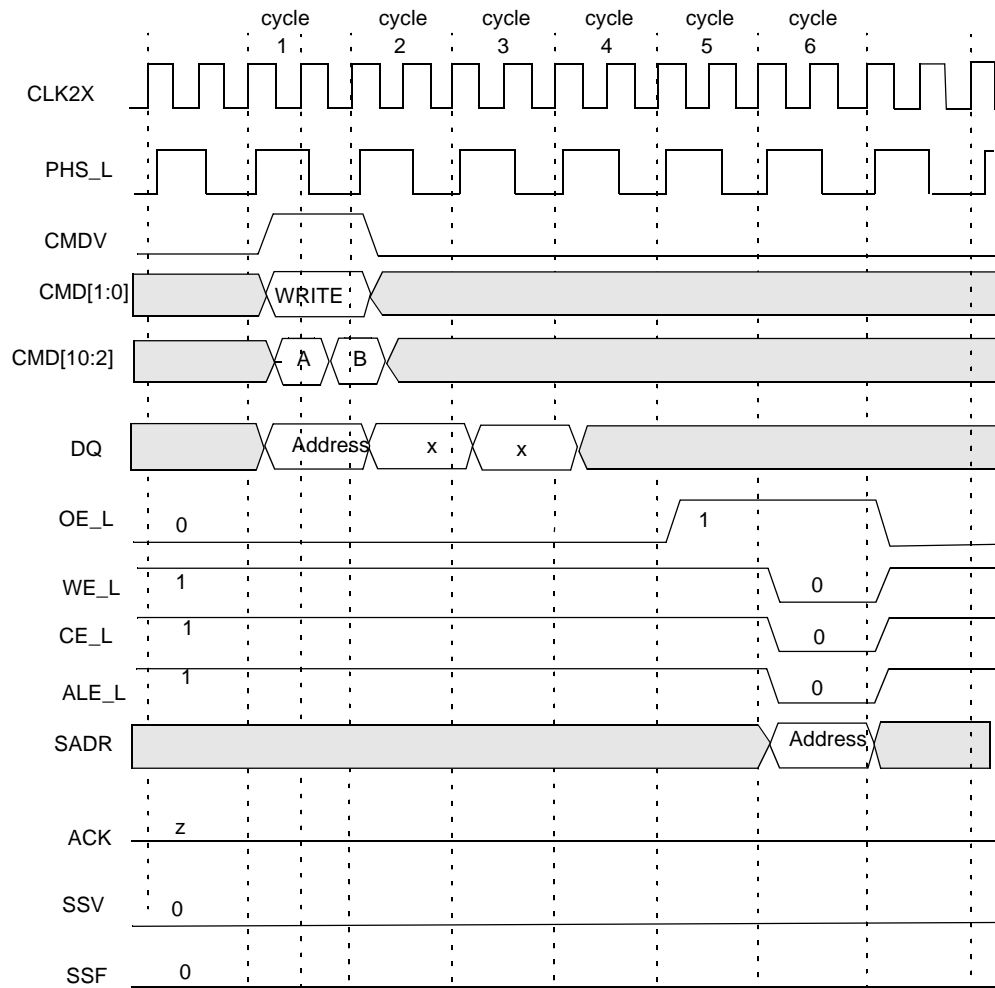 cycle cycle cycle cycle cycle cycle
1 2 3 4 5 6
CLK2X
PHS_L
CMDV
CMD[1:0] WRITE
CMD[10:2] A B
DQ Address x x
OE_L 0 1
WE_L 1 0
CE_L 1 0
ALE_L 1 0
SADR Address
ACK z
SSV 0
SSF 0